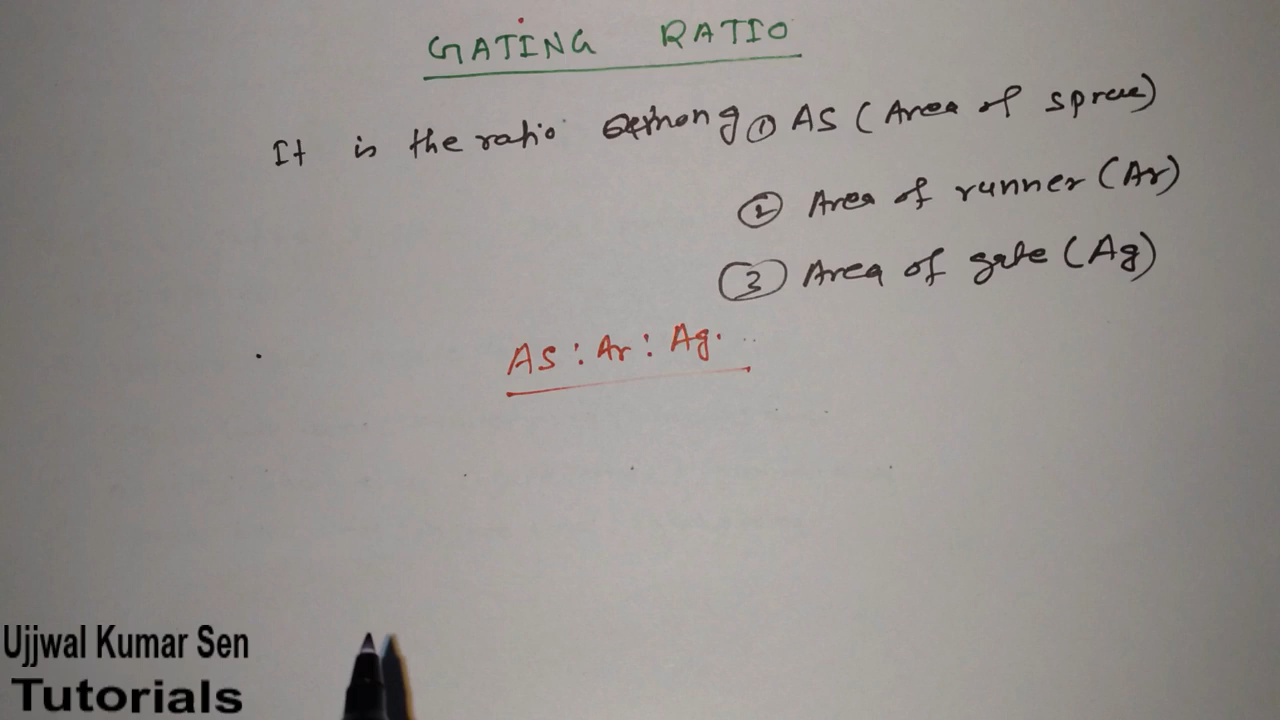 GATING RATIO
It is the ratio among ① AS (Area of sprue)
② Area of runner (Ar)
③ Area of gate (Ag)
AS : Ar : Ag.
Ujjwal Kumar Sen
Tutorials